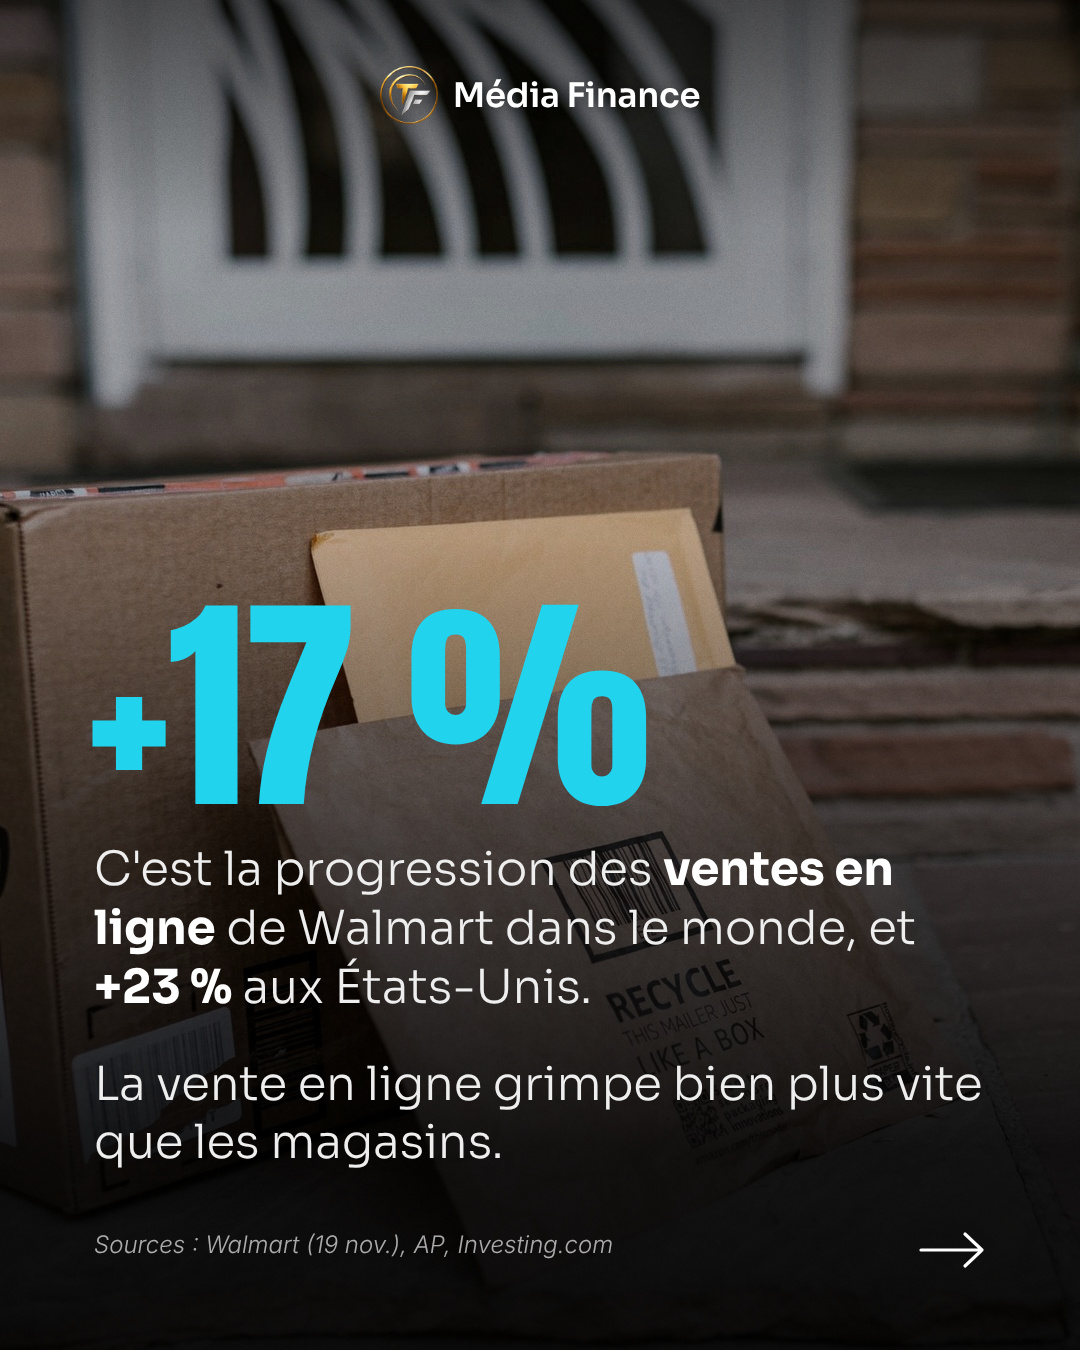 TF Média Finance
+17 %
C'est la progression des ventes en
ligne de Walmart dans le monde, et
+23 % aux États-Unis.
RECYCLE
THIS MAILER JUST
LIKE A BOX
La vente en ligne grimpe bien plus vite
que les magasins.
Sources : Walmart (19 nov.), AP, Investing.com